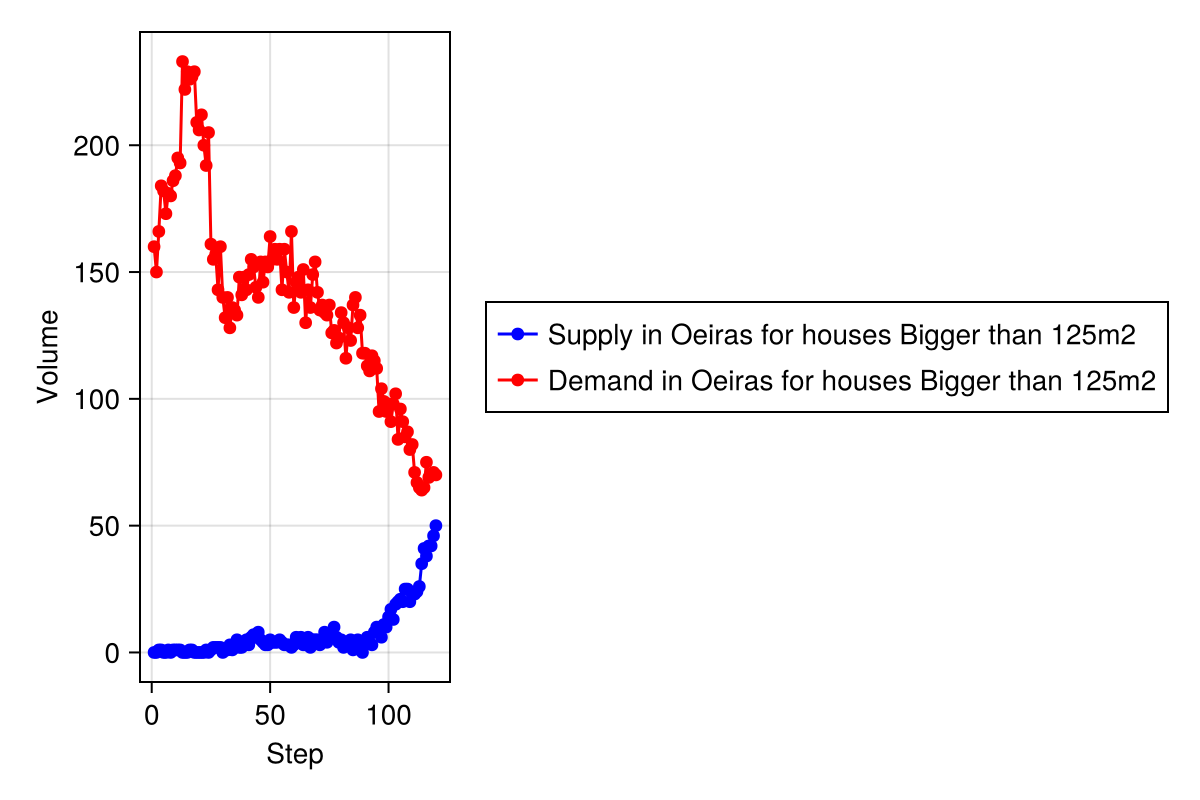 200
150
100
50
0
Volume
0 50 100
Step
Supply in Oeiras for houses Bigger than 125m2
Demand in Oeiras for houses Bigger than 125m2